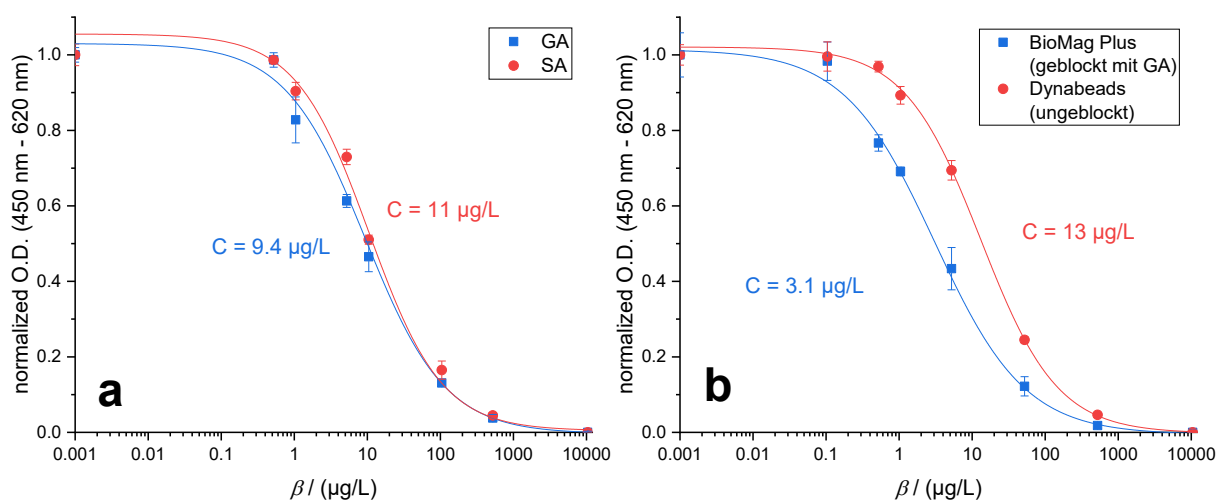 normalized O.D. (450 nm - 620 nm)
1.0
0.8
0.6
0.4
0.2
0.0
GA
SA
C = 11 µg/L
C = 9.4 µg/L
a
0.001
0.01
0.1
1
10
100
1000
10000
β / (µg/L)
normalized O.D. (450 nm - 620 nm)
1.0
0.8
0.6
0.4
0.2
0.0
BioMag Plus
(geblockt mit GA)
Dynabeads
(ungeblockt)
C = 13 µg/L
C = 3.1 µg/L
b
0.001
0.01
0.1
1
10
100
1000
10000
β / (µg/L)